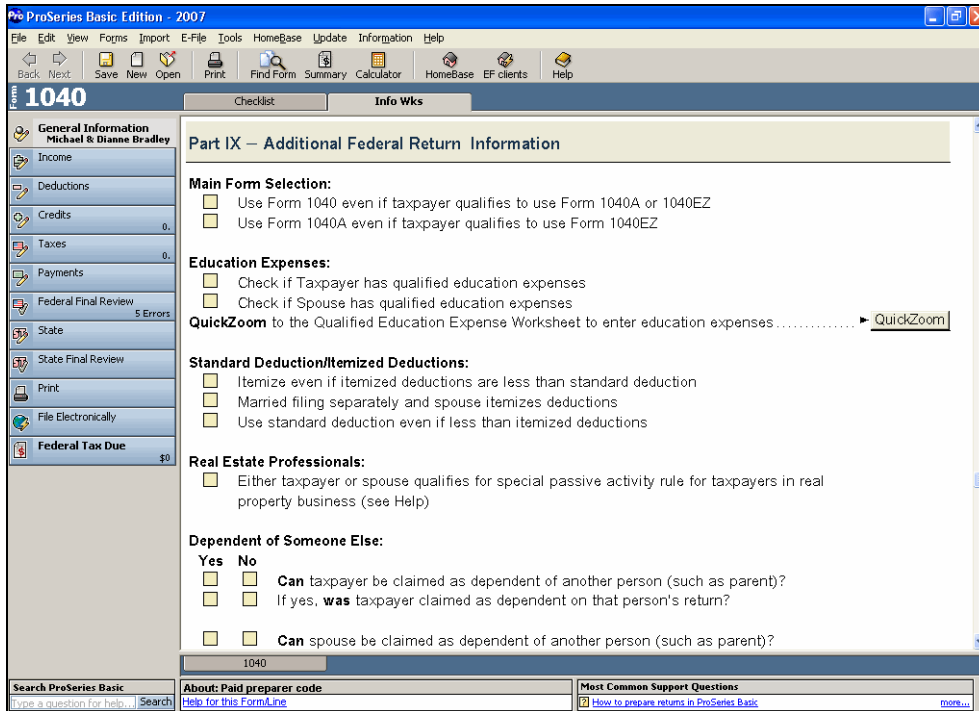 Pro ProSeries Basic Edition - 2007
File Edit View Forms Import E-File Tools HomeBase Update Information Help
Back Next Save New Open Print Find Form Summary Calculator HomeBase EF clients Help
Form 1040
Checklist Info Wks
General Information
Michael & Dianne Bradley
Income
Deductions
Credits
0.
Taxes
0.
Payments
Federal Final Review
5 Errors
State
State Final Review
Print
File Electronically
Federal Tax Due
$0
Part IX – Additional Federal Return Information
Main Form Selection:
Use Form 1040 even if taxpayer qualifies to use Form 1040A or 1040EZ
Use Form 1040A even if taxpayer qualifies to use Form 1040EZ
Education Expenses:
Check if Taxpayer has qualified education expenses
Check if Spouse has qualified education expenses
QuickZoom to the Qualified Education Expense Worksheet to enter education expenses.............. QuickZoom
Standard Deduction/Itemized Deductions:
Itemize even if itemized deductions are less than standard deduction
Married filing separately and spouse itemizes deductions
Use standard deduction even if less than itemized deductions
Real Estate Professionals:
Either taxpayer or spouse qualifies for special passive activity rule for taxpayers in real
property business (see Help)
Dependent of Someone Else:
Yes No
Can taxpayer be claimed as dependent of another person (such as parent)?
If yes, was taxpayer claimed as dependent on that person's return?
Can spouse be claimed as dependent of another person (such as parent)?
1040
Search ProSeries Basic
Type a question for help... Search
About: Paid preparer code
Help for this Form/Line
Most Common Support Questions
? How to prepare returns in ProSeries Basic more...